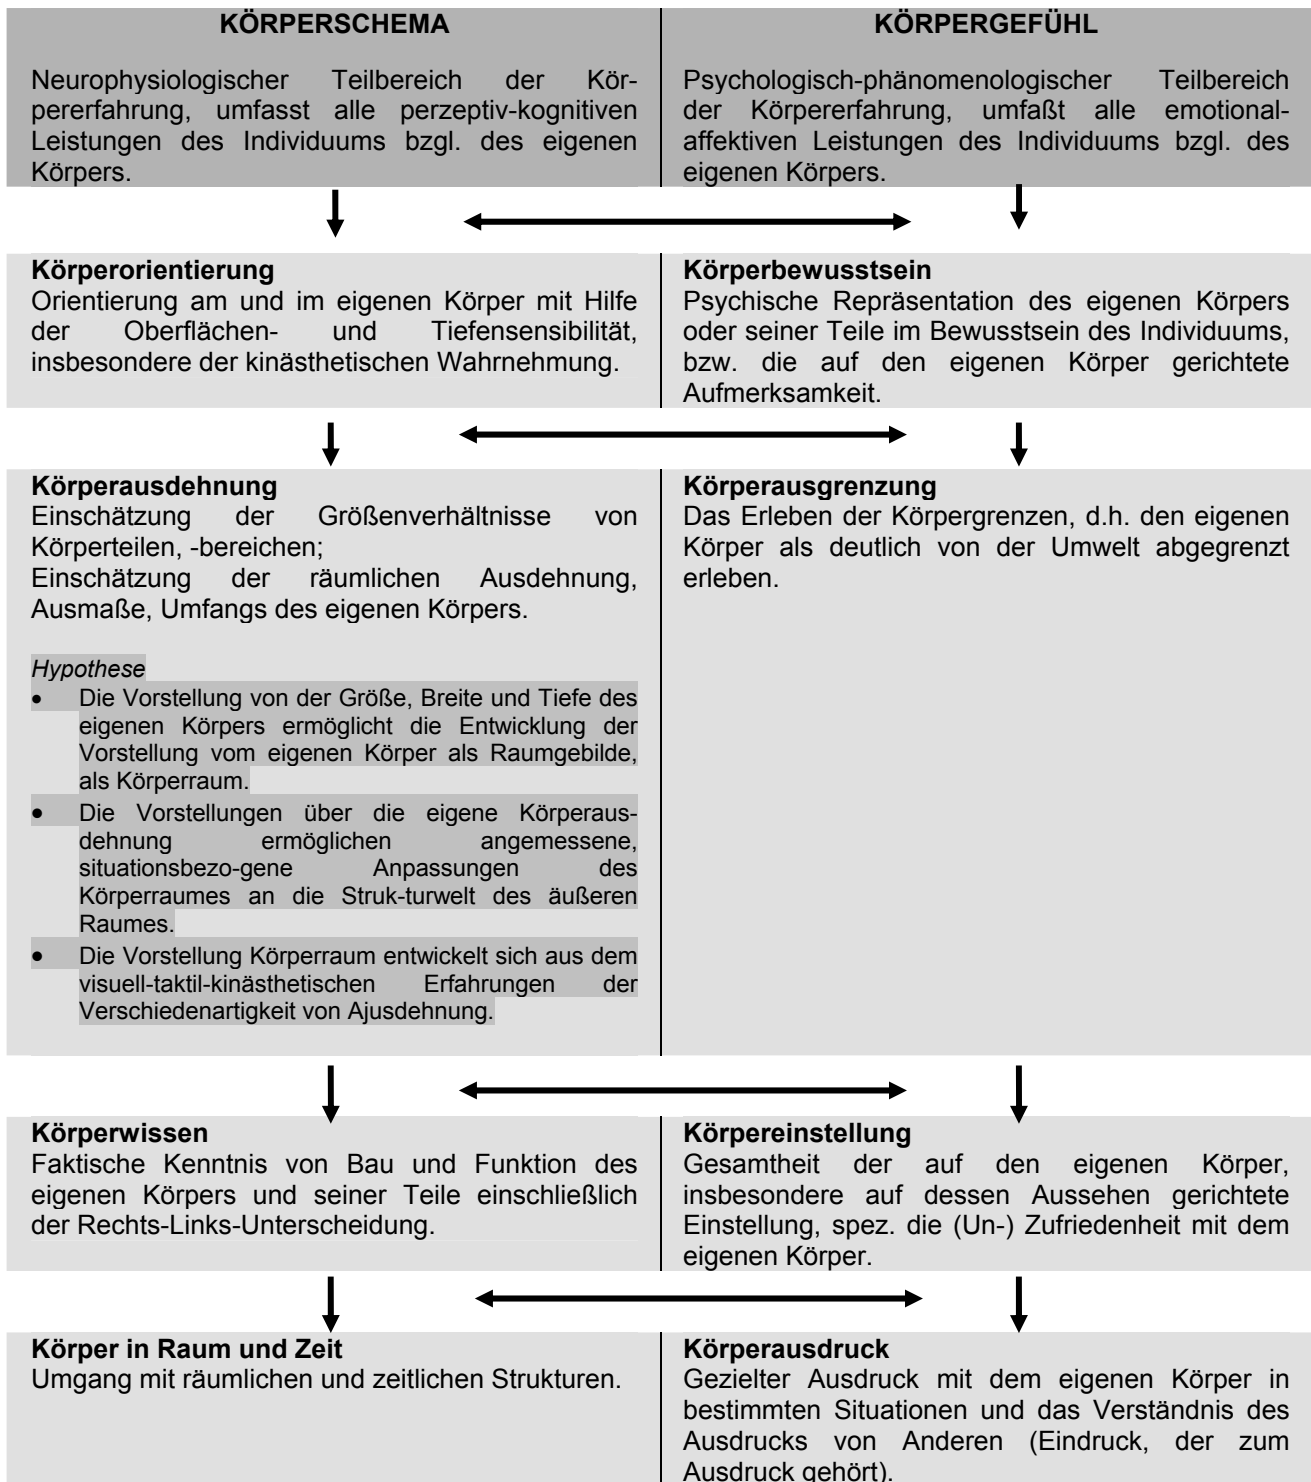 KÖRPERSCHEMA
Neurophysiologischer Teilbereich der Kör-
pererfahrung, umfasst alle perzeptiv-kognitiven
Leistungen des Individuums bzgl. des eigenen
Körpers.
KÖRPERGEFÜHL
Psychologisch-phänomenologischer Teilbereich
der Körpererfahrung, umfaßt alle emotional-
affektiven Leistungen des Individuums bzgl. des
eigenen Körpers.
Körperorientierung
Orientierung am und im eigenen Körper mit Hilfe
der Oberflächen- und Tiefensensibilität,
insbesondere der kinästhetischen Wahrnehmung.
Körperbewusstsein
Psychische Repräsentation des eigenen Körpers
oder seiner Teile im Bewusstsein des Individuums,
bzw. die auf den eigenen Körper gerichtete
Aufmerksamkeit.
Körperausdehnung
Einschätzung der Größenverhältnisse von
Körperteilen, -bereichen;
Einschätzung der räumlichen Ausdehnung,
Ausmaße, Umfangs des eigenen Körpers.
Hypothese
• Die Vorstellung von der Größe, Breite und Tiefe des
eigenen Körpers ermöglicht die Entwicklung der
Vorstellung vom eigenen Körper als Raumgebilde,
als Körperraum.
• Die Vorstellungen über die eigene Körperaus-
dehnung ermöglichen angemessene,
situationsbezo-gene Anpassungen des
Körperraumes an die Struk-turwelt des äußeren
Raumes.
• Die Vorstellung Körperraum entwickelt sich aus dem
visuell-taktil-kinästhetischen Erfahrungen der
Verschiedenartigkeit von Ajusdehnung.
Körperausgrenzung
Das Erleben der Körpergrenzen, d.h. den eigenen
Körper als deutlich von der Umwelt abgegrenzt
erleben.
Körperwissen
Faktische Kenntnis von Bau und Funktion des
eigenen Körpers und seiner Teile einschließlich
der Rechts-Links-Unterscheidung.
Körpereinstellung
Gesamtheit der auf den eigenen Körper,
insbesondere auf dessen Aussehen gerichtete
Einstellung, spez. die (Un-) Zufriedenheit mit dem
eigenen Körper.
Körper in Raum und Zeit
Umgang mit räumlichen und zeitlichen Strukturen.
Körperausdruck
Gezielter Ausdruck mit dem eigenen Körper in
bestimmten Situationen und das Verständnis des
Ausdrucks von Anderen (Eindruck, der zum
Ausdruck gehört).